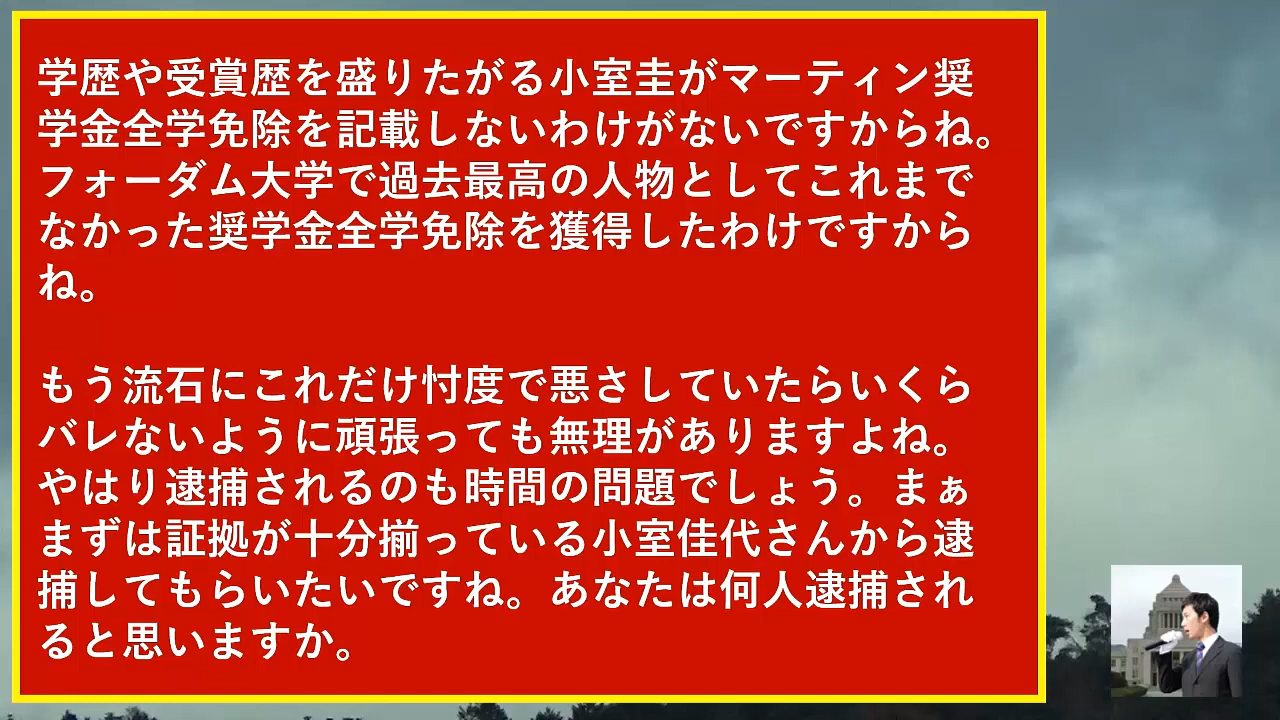 学歴や受賞歴を盛りたがる小室圭がマーティン奨
学金全学免除を記載しないわけがないですからね。
フォーダム大学で過去最高の人物としてこれまで
なかった奨学金全学免除を獲得したわけですから
ね。
もう流石にこれだけ忖度で悪さしていたらいくら
バレないように頑張っても無理がありますよね。
やはり逮捕されるのも時間の問題でしょう。まぁ
まずは証拠が十分揃っている小室佳代さんから逮
捕してもらいたいですね。あなたは何人逮捕され
ると思いますか。